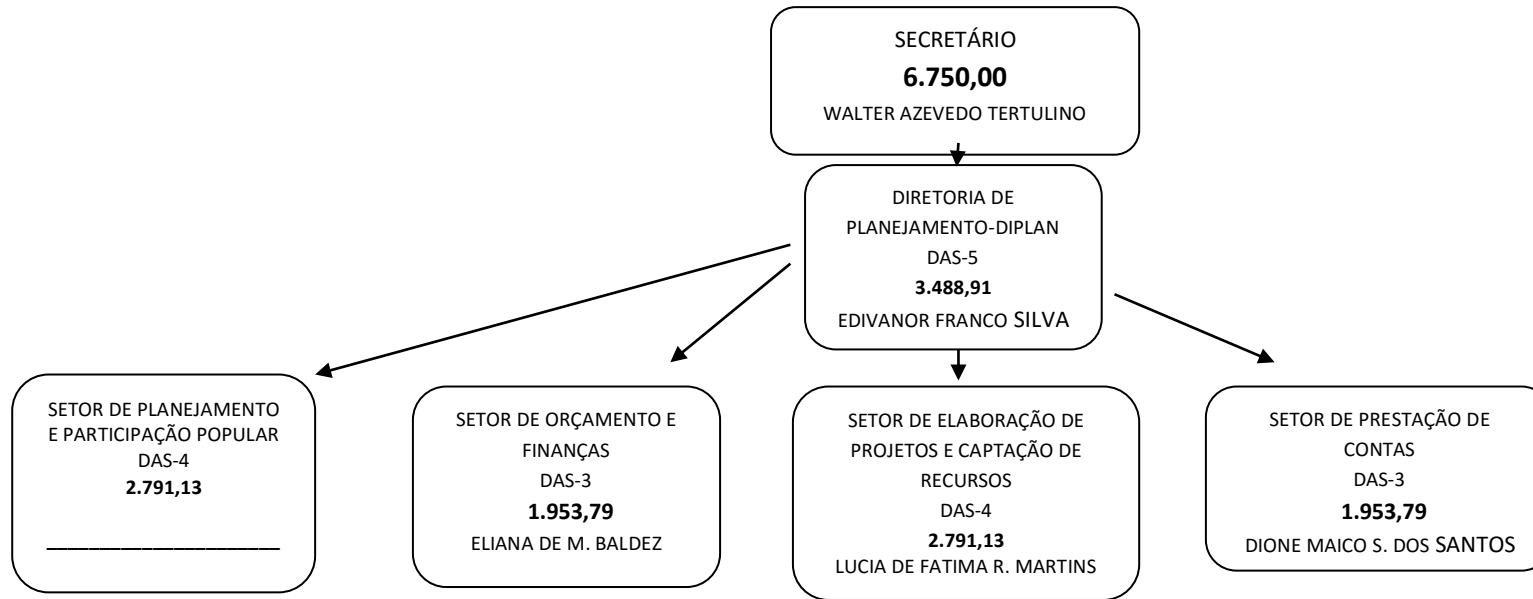 SECRETÁRIO
6.750,00
WALTER AZEVEDO TERTULINO
DIRETORIA DE
PLANEJAMENTO-DIPLAN
DAS-5
3.488,91
EDIVANOR FRANCO SILVA
SETOR DE PLANEJAMENTO
E PARTICIPAÇÃO POPULAR
DAS-4
2.791,13
______________________
SETOR DE ORÇAMENTO E
FINANÇAS
DAS-3
1.953,79
ELIANA DE M. BALDEZ
SETOR DE ELABORAÇÃO DE
PROJETOS E CAPTAÇÃO DE
RECURSOS
DAS-4
2.791,13
LUCIA DE FATIMA R. MARTINS
SETOR DE PRESTAÇÃO DE
CONTAS
DAS-3
1.953,79
DIONE MAICO S. DOS SANTOS